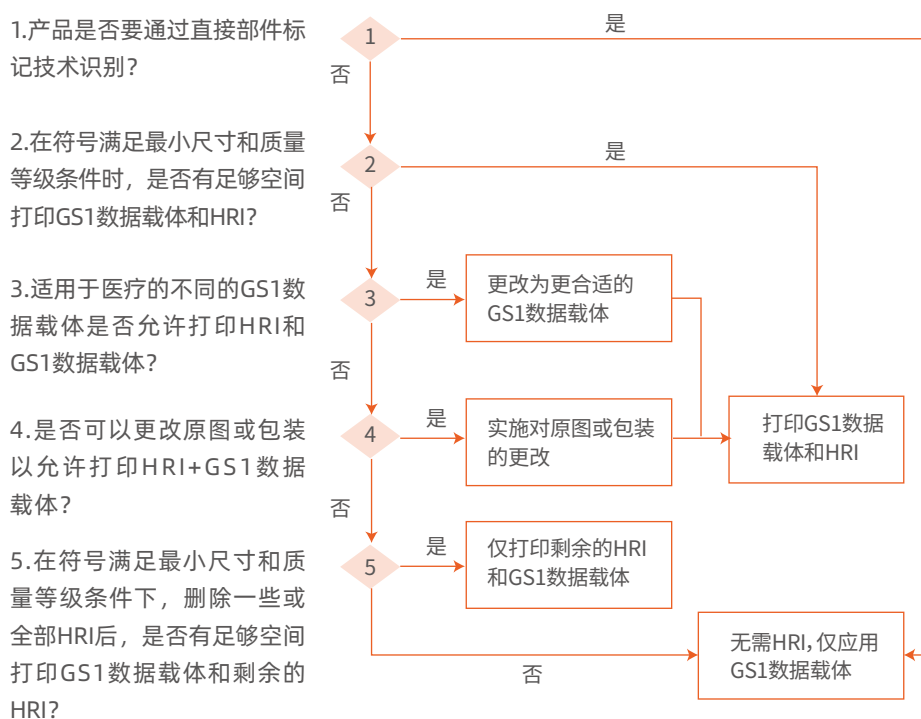 1.产品是否要通过直接部件标
记技术识别？
2.在符号满足最小尺寸和质量
等级条件时，是否有足够空间
打印GS1数据载体和HRI？
3.适用于医疗的不同的GS1数
据载体是否允许打印HRI和
GS1数据载体？
4.是否可以更改原图或包装
以允许打印HRI+GS1数据
载体？
5.在符号满足最小尺寸和质
量等级条件下，删除一些或
全部HRI后，是否有足够空间
打印GS1数据载体和剩余的
HRI？
1
是
否
2
是
否
3
是
更改为更合适的
GS1数据载体
否
4
是
实施对原图或包装
的更改
打印GS1数据
载体和HRI
否
5
是
仅打印剩余的HRI
和GS1数据载体
否
无需HRI，仅应用
GS1数据载体